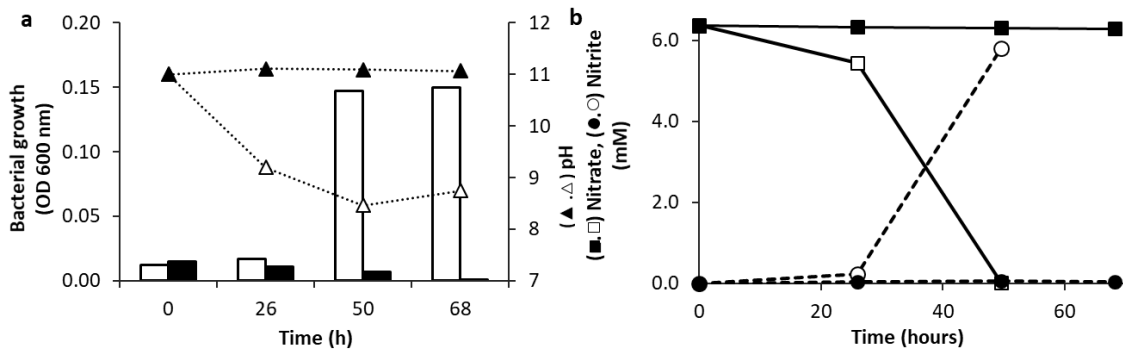 a
0.20
0.15
0.10
0.05
0.00
Bacterial growth
(OD 600 nm)
0
26
50
68
Time (h)
12
11
10
9
8
7
(▲.△) pH
b
(■.□) Nitrate, (●.○) Nitrite
(mM)
6.0
4.0
2.0
0.0
0
20
40
60
Time (hours)